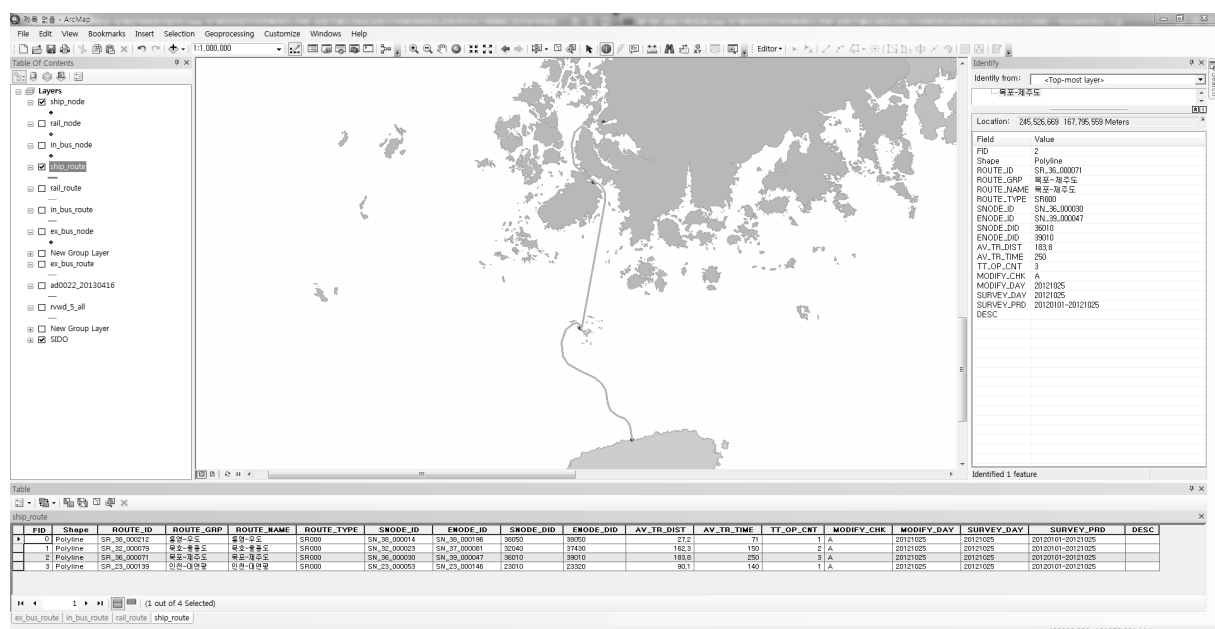 제목 없음 - ArcMap
File Edit View Bookmarks Insert Selection Geoprocessing Customize Windows Help
1:1,000,000
Editor
Table Of Contents
Layers
ship_node
rail_node
in_bus_node
ship_route
rail_route
in_bus_route
ex_bus_node
New Group Layer
ex_bus_route
ad0022_20130416
rvwd_5_all
New Group Layer
SIDO
Identify
Identify from: <Top-most layer>
목포-제주도
Location: 245,526,669 167,795,559 Meters
Field Value
FID 2
Shape Polyline
ROUTE_ID SR_36_000071
ROUTE_GRP 목포~제주도
ROUTE_NAME 목포-제주도
ROUTE_TYPE SR000
SNODE_ID SN_36_000030
ENODE_ID SN_39_000047
SNODE_DID 36010
ENODE_DID 39010
AV_TR_DIST 183,8
AV_TR_TIME 250
TT_OP_CNT 3
MODIFY_CHK A
MODIFY_DAY 20121025
SURVEY_DAY 20121025
SURVEY_PRD 20120101-20121025
DESC
Identified 1 feature
Search
Table
ship_route
FID Shape ROUTE_ID ROUTE_GRP ROUTE_NAME ROUTE_TYPE SNODE_ID ENODE_ID SNODE_DID ENODE_DID AV_TR_DIST AV_TR_TIME TT_OP_CNT MODIFY_CHK MODIFY_DAY SURVEY_DAY SURVEY_PRD DESC
0 Polyline SR_38_000212 통영-우도 통영-우도 SR000 SN_38_000014 SN_38_000196 38050 38050 27,2 71 1 A 20121025 20121025 20120101-20121025
1 Polyline SR_32_000079 묵호-울릉도 묵호-울릉도 SR000 SN_32_000023 SN_37_000081 32040 37430 162,3 150 2 A 20121025 20121025 20120101-20121025
2 Polyline SR_36_000071 목포~제주도 목포-제주도 SR000 SN_36_000030 SN_39_000047 36010 39010 183,8 250 3 A 20121025 20121025 20120101-20121025
3 Polyline SR_23_000139 인천-대연평 인천-대연평 SR000 SN_23_000053 SN_23_000146 23010 23320 90,1 140 1 A 20121025 20121025 20120101-20121025
1 (1 out of 4 Selected)
ex_bus_route in_bus_route rail_route ship_route